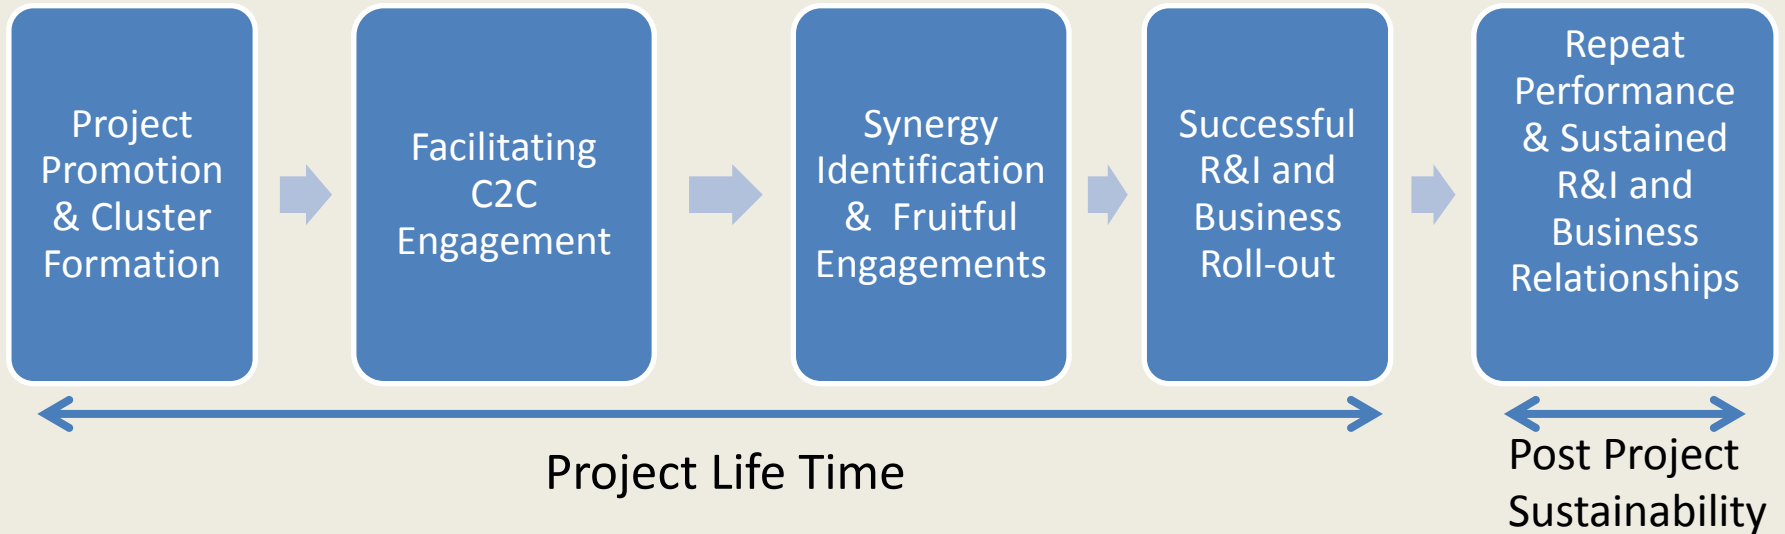 Project
Promotion
& Cluster
Formation
Facilitating
C2C
Engagement
Synergy
Identification
& Fruitful
Engagements
Successful
R&I and
Business
Roll-out
Repeat
Performance
& Sustained
R&I and
Business
Relationships
Project Life Time
Post Project
Sustainability